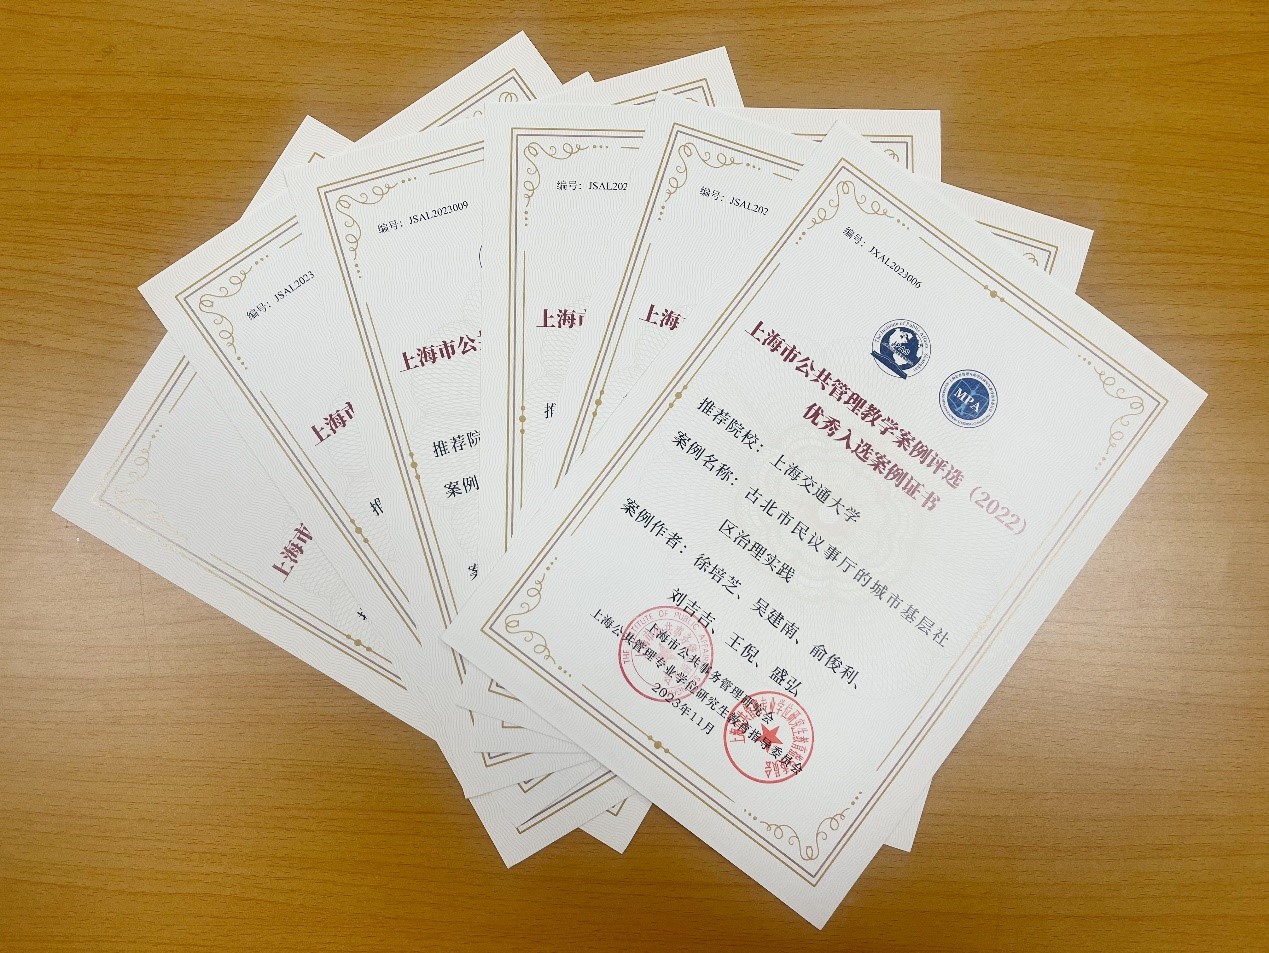 上海市
编号：JSAL2023
上海市
编号：JSAL2023009
上海市公共
推荐院
案例
编号：JSAL202
上海市
编号：JSAL202
上海
编号：JXAL2023006
MPA
上海市公共管理教学案例评选（2022）
优秀入选案例证书
推荐院校：上海交通大学
案例名称：古北市民议事厅的城市基层社
区治理实践
案例作者：徐培芝、吴建南、俞俊利、
刘吉吉、王倪、盛弘
上海市公共事务管理研究会
上海公共管理专业学位研究生教育指导委员会
2023年11月